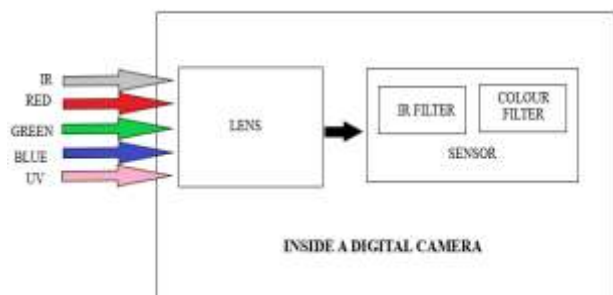 IR
RED
GREEN
BLUE
UV
LENS
IR FILTER
COLOUR
FILTER
SENSOR
INSIDE A DIGITAL CAMERA